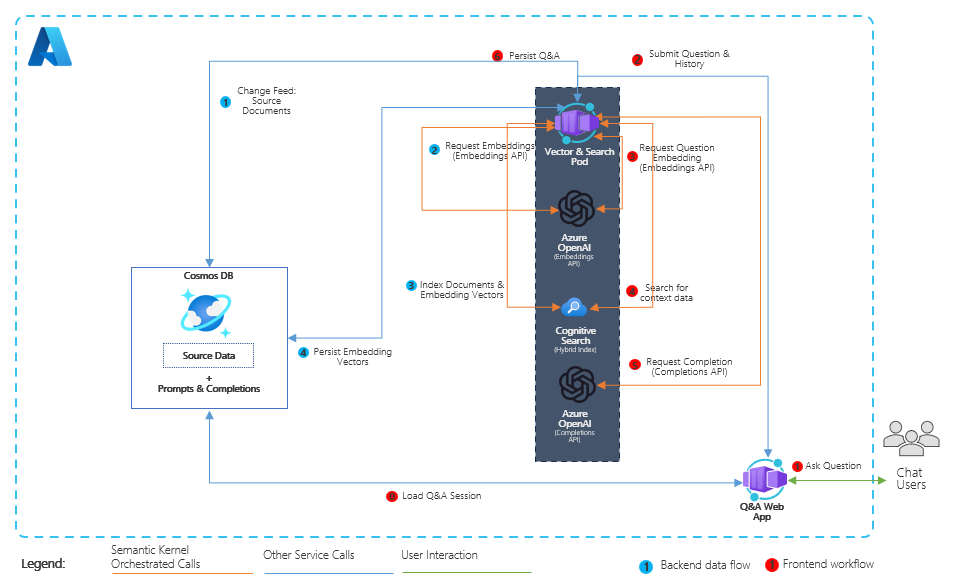 6 Persist Q&A
2 Submit Question &
History
1 Change Feed:
Source
Documents
2 Request Embeddings
(Embeddings API)
Vector & Search
Pod
3 Request Question
Embedding
(Embeddings API)
Azure
OpenAI
(Embeddings
API)
Cosmos DB
3 Index Documents &
Embedding Vectors
4 Search for
context data
Cognitive
Search
(Hybrid Index)
Source Data
+
Prompts & Completions
4 Persist Embedding
Vectors
5 Request Completion
(Completions API)
Azure
OpenAI
(Completions
API)
1 Ask Question
Chat
Users
0 Load Q&A Session
Q&A Web
App
Legend:
Semantic Kernel
Orchestrated Calls
Other Service Calls
User Interaction
1 Backend data flow
1 Frontend workflow